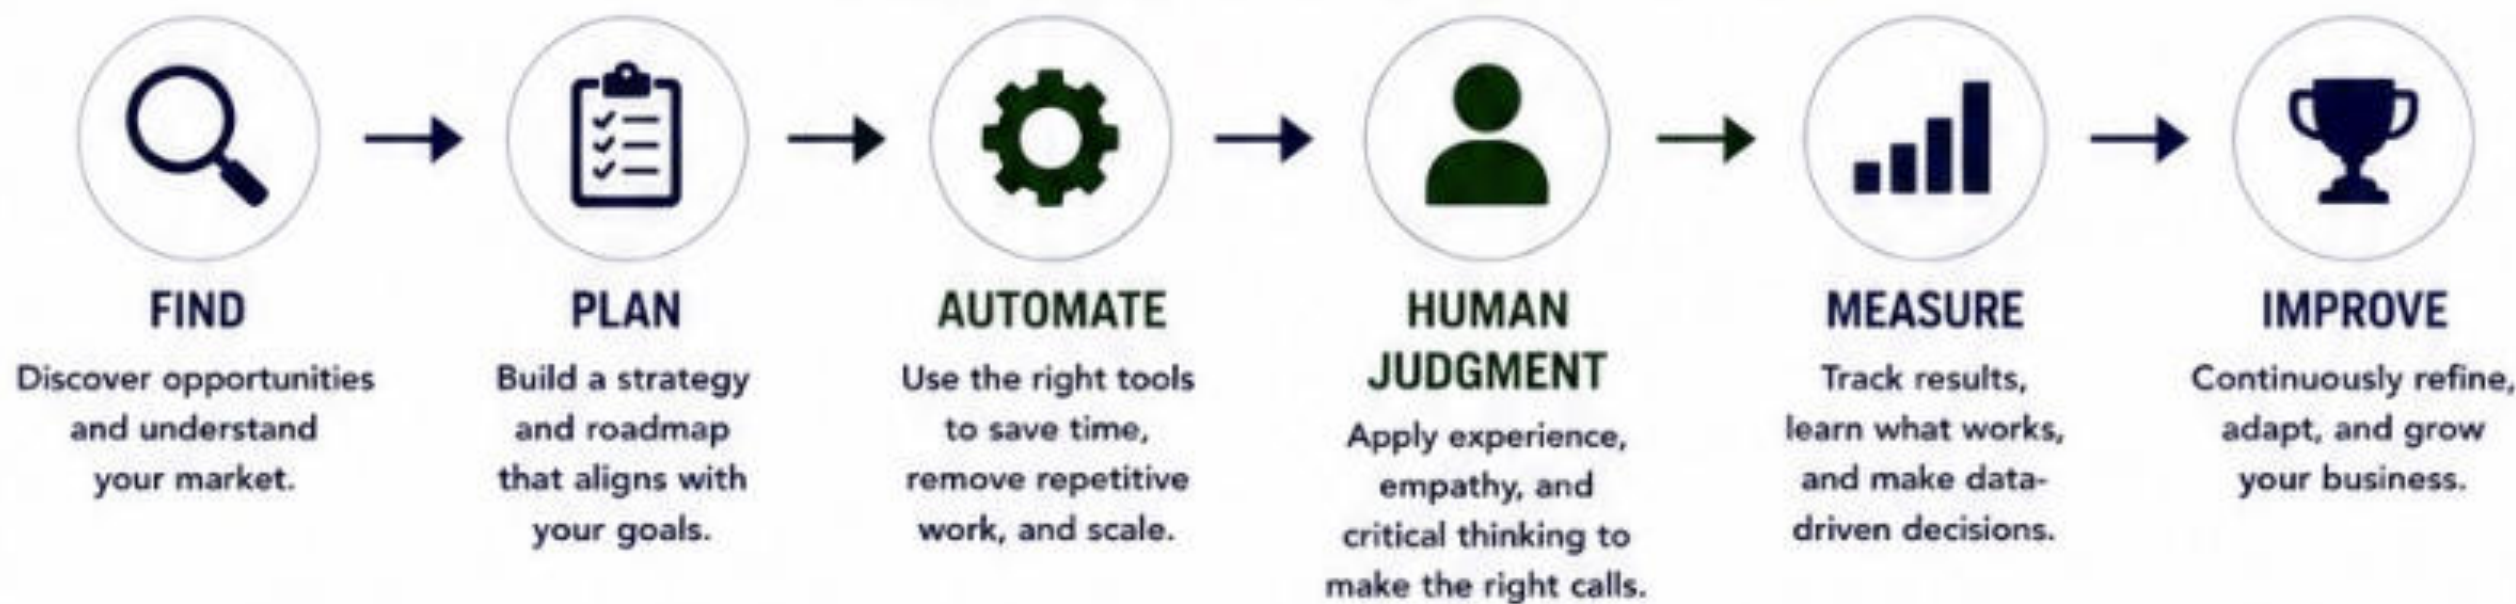 FIND
Discover opportunities
and understand
your market.
PLAN
Build a strategy
and roadmap
that aligns with
your goals.
AUTOMATE
Use the right tools
to save time,
remove repetitive
work, and scale.
HUMAN
JUDGMENT
Apply experience,
empathy, and
critical thinking to
make the right calls.
MEASURE
Track results,
learn what works,
and make data-
driven decisions.
IMPROVE
Continuously refine,
adapt, and grow
your business.